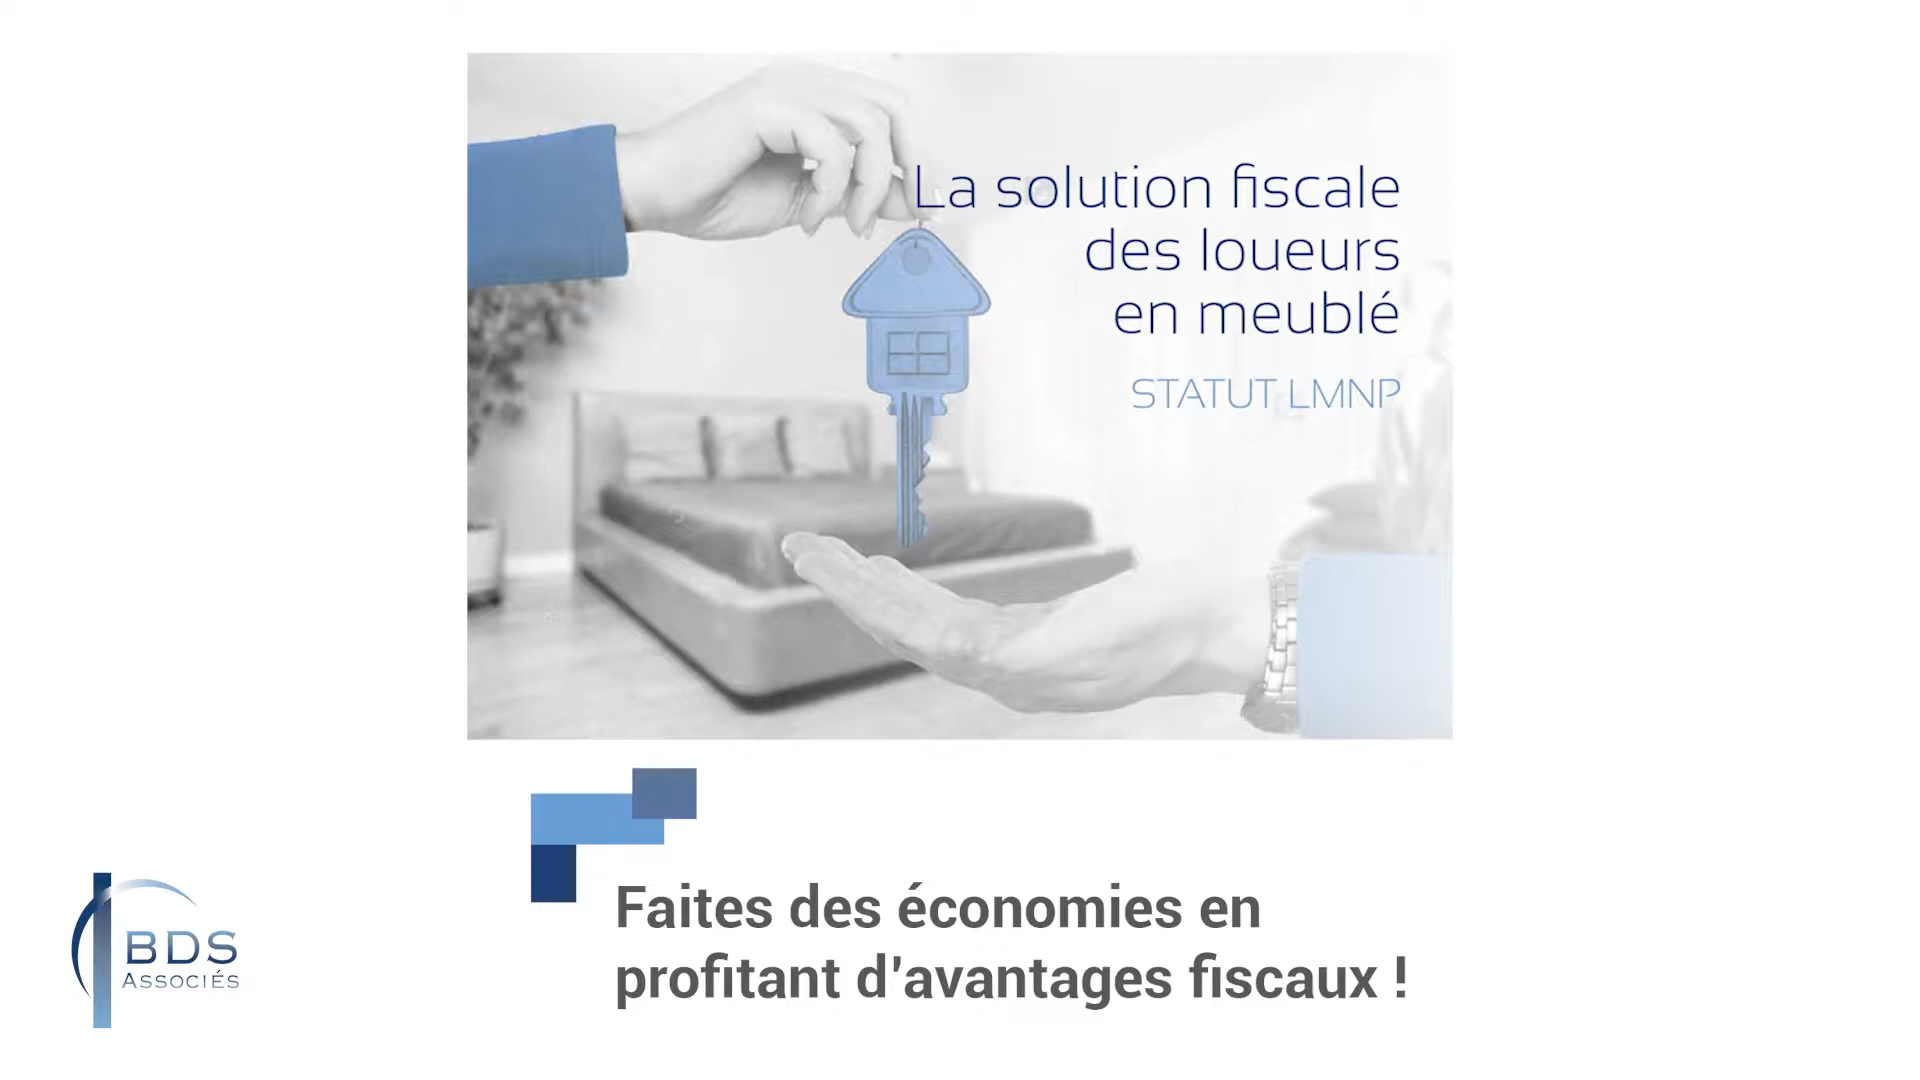 La solution fiscale
des loueurs
en meublé
STATUT LMNP
Faites des économies en
profitant d'avantages fiscaux !
BDS
ASSOCIÉS